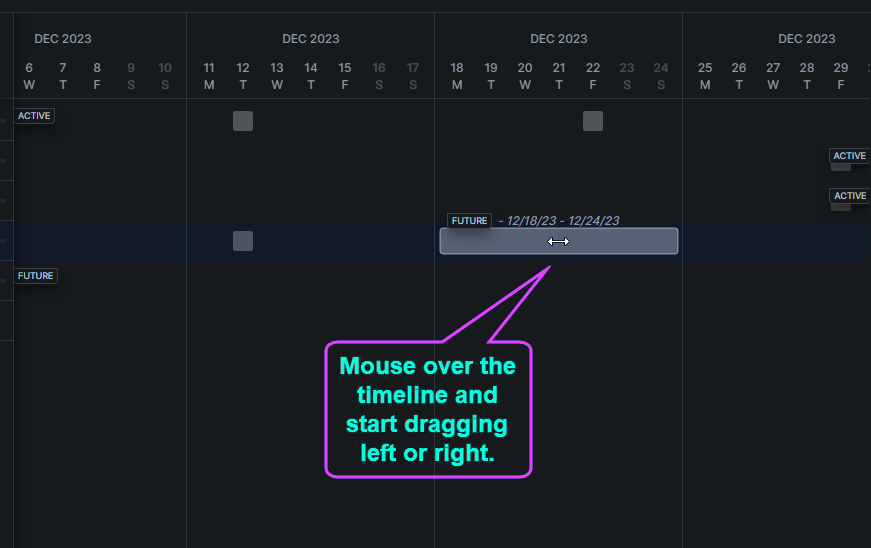 DEC 2023 DEC 2023 DEC 2023 DEC 2023
6 7 8 9 10 11 12 13 14 15 16 17 18 19 20 21 22 23 24 25 26 27 28 29
W T F S S M T W T F S S M T W T F S S M T W T F
ACTIVE
ACTIVE
ACTIVE
FUTURE - 12/18/23 - 12/24/23
FUTURE
Mouse over the
timeline and
start dragging
left or right.